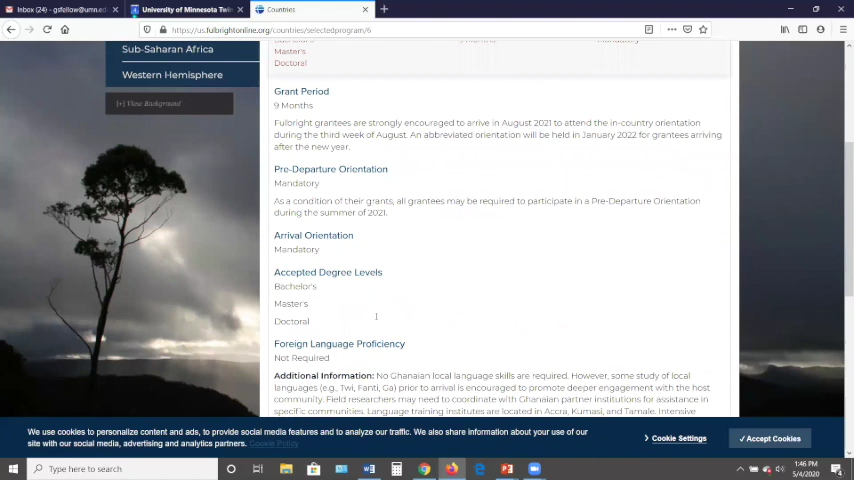 Inbox (24) - gsfellow@umn.ed
University of Minnesota Twin
Countries
https://us.fulbrightonline.org/countries/selectedprogram/6
Sub-Saharan Africa
Western Hemisphere
[+] View Background
Mandatory
Master's
Doctoral
Grant Period
9 Months
Fulbright grantees are strongly encouraged to arrive in August 2021 to attend the in-country orientation
during the third week of August. An abbreviated orientation will be held in January 2022 for grantees arriving
after the new year.
Pre-Departure Orientation
Mandatory
As a condition of their grants, all grantees may be required to participate in a Pre-Departure Orientation
during the summer of 2021.
Arrival Orientation
Mandatory
Accepted Degree Levels
Bachelor's
Master's
Doctoral
Foreign Language Proficiency
Not Required
Additional Information: No Ghanaian local language skills are required. However, some study of local
languages (e.g., Twi, Fanti, Ga) prior to arrival is encouraged to promote deeper engagement with the host
community. Field researchers may need to coordinate with Ghanaian partner institutions for assistance in
specific communities. Language training institutes are located in Accra, Kumasi, and Tamale. Intensive
We use cookies to personalize content and ads, to provide social media features and to analyze our traffic. We also share information about your use of our
site with our social media, advertising and analytics partners. Cookie Policy
Cookie Settings
✓Accept Cookies
Type here to search
1:46 PM
5/4/2020
4